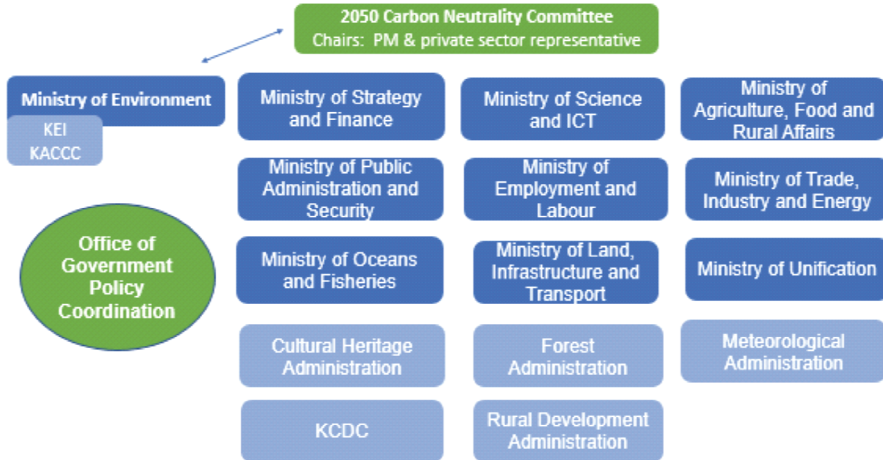 2050 Carbon Neutrality Committee
Chairs: PM & private sector representative
Ministry of Environment
KEI
KACCC
Ministry of Strategy
and Finance
Ministry of Science
and ICT
Ministry of
Agriculture, Food and
Rural Affairs
Ministry of Public
Administration and
Security
Ministry of
Employment and
Labour
Ministry of Trade,
Industry and Energy
Office of
Government
Policy
Coordination
Ministry of Oceans
and Fisheries
Ministry of Land,
Infrastructure and
Transport
Ministry of Unification
Cultural Heritage
Administration
Forest
Administration
Meteorological
Administration
KCDC
Rural Development
Administration